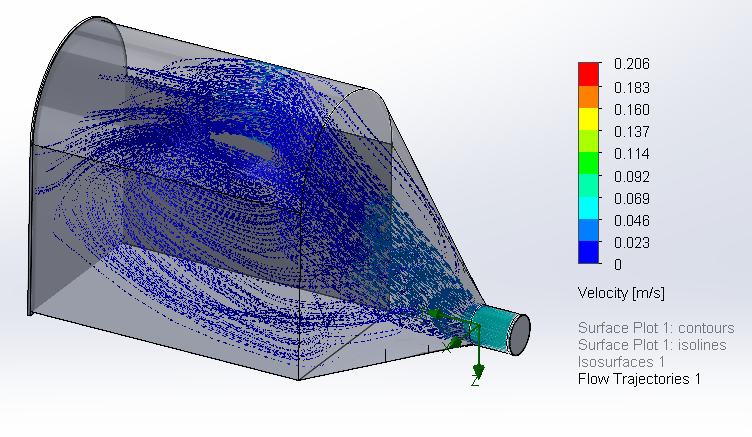 0.206
0.183
0.160
0.137
0.114
0.092
0.069
0.046
0.023
0
Velocity [m/s]
Surface Plot 1: contours
Surface Plot 1: isolines
Isosurfaces 1
Flow Trajectories 1
X
Z